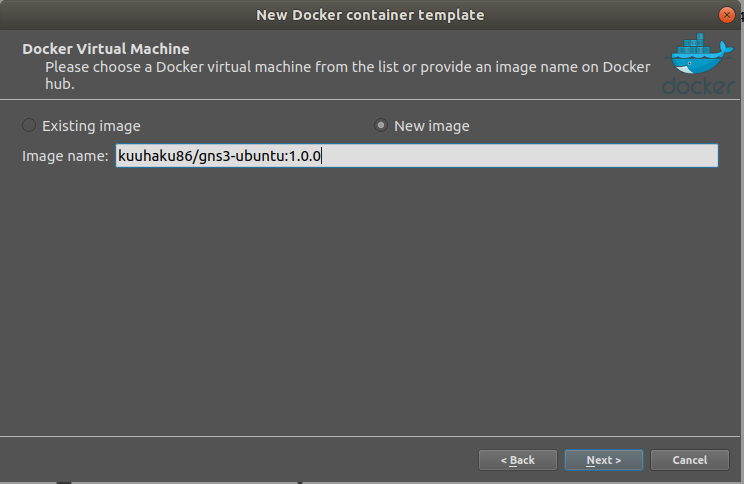 New Docker container template
Docker Virtual Machine
Please choose a Docker virtual machine from the list or provide an image name on Docker
hub.
docker
Existing image
New image
Image name: kuuhaku86/gns3-ubuntu:1.0.0
< Back
Next >
Cancel